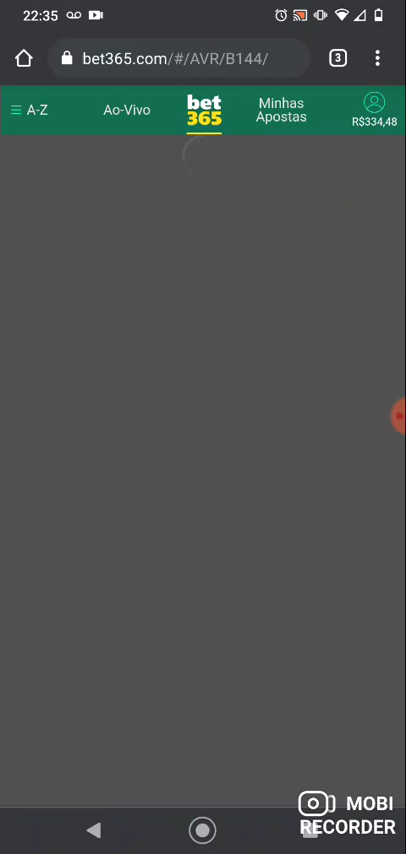 22:35
bet365.com/#/AVR/B144/
3
A-Z
Ao-Vivo
bet
365
Minhas
Apostas
R$334,48
MOBI
RECORDER